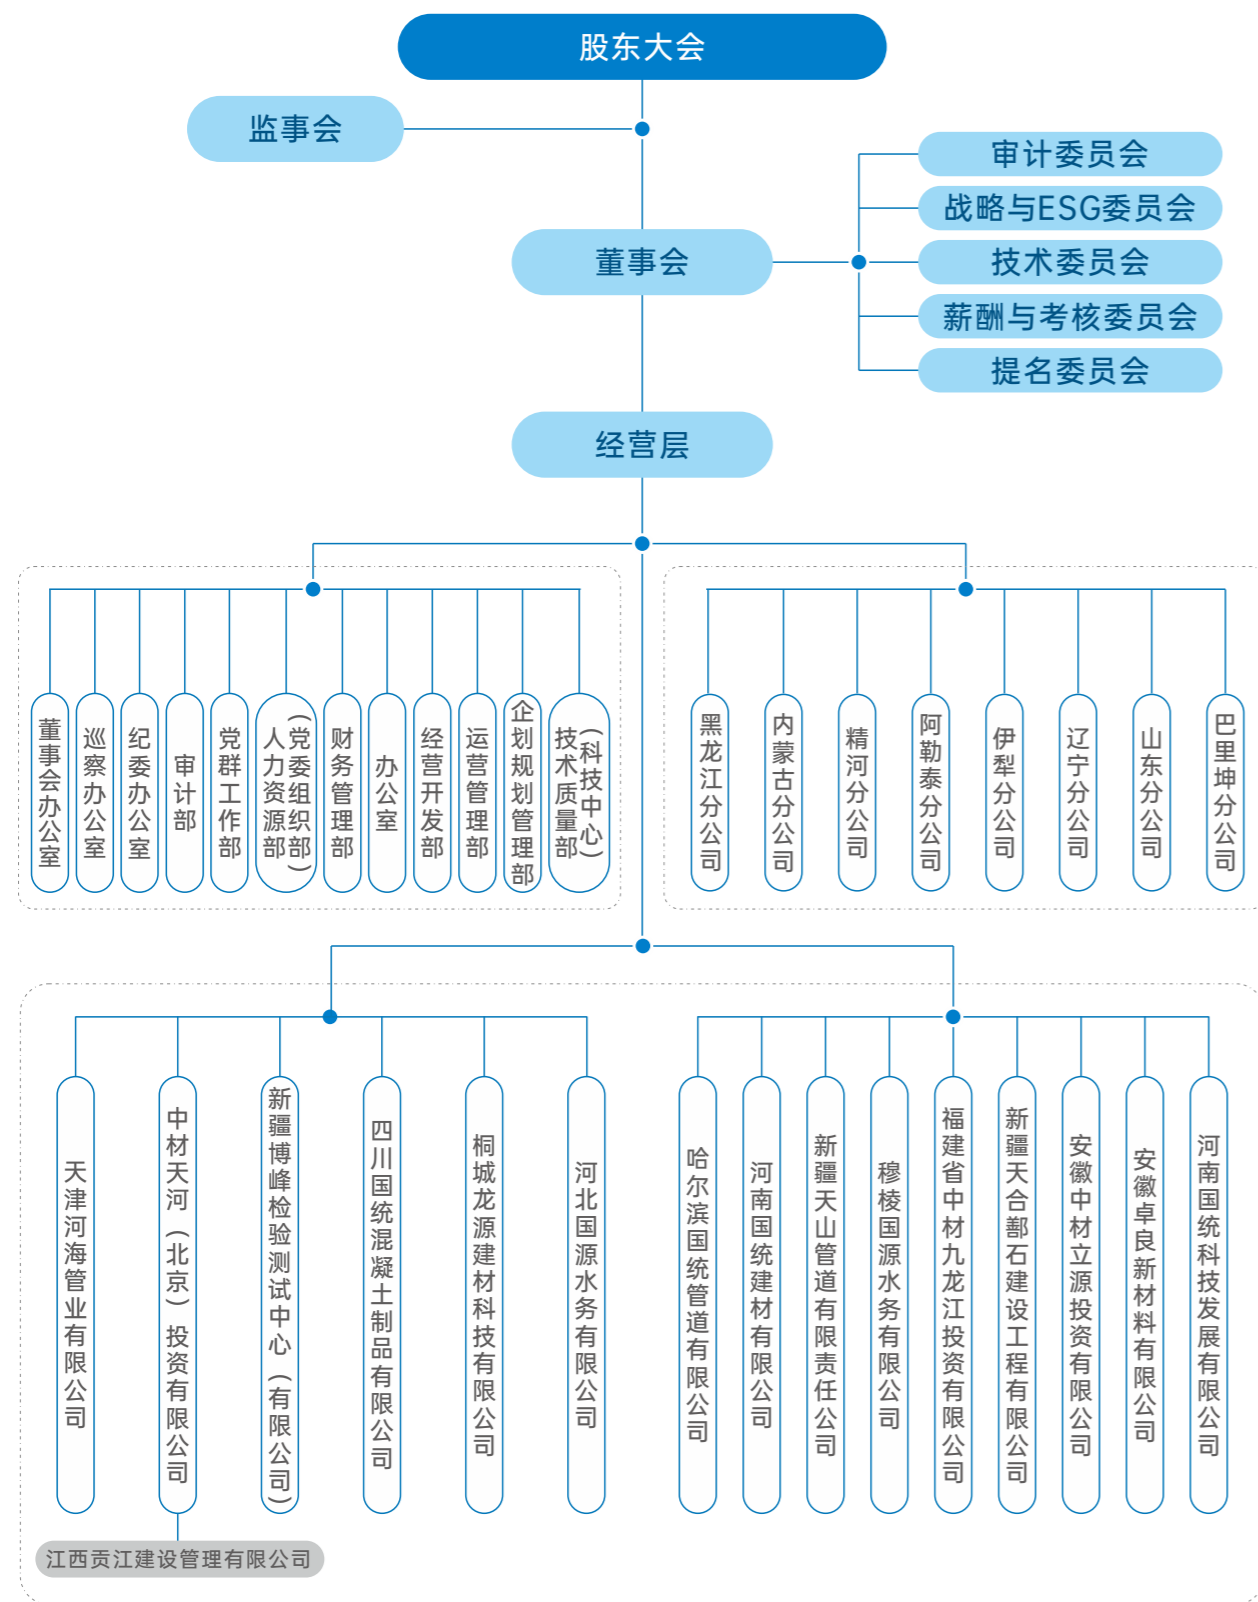 股东大会
监事会
审计委员会
战略与ESG委员会
董事会
技术委员会
薪酬与考核委员会
提名委员会
经营层
董事会办公室
巡察办公室
纪委办公室
审计部
党群工作部
(党委组织部)
人力资源部
财务管理部
办公室
经营开发部
运营管理部
企划规划管理部
(科技中心)
技术质量部
黑龙江分公司
内蒙古分公司
精河分公司
阿勒泰分公司
伊犁分公司
辽宁分公司
山东分公司
巴里坤分公司
天津河海管业有限公司
中材天河（北京）投资有限公司
新疆博峰检验测试中心（有限公司）
四川国统混凝土制品有限公司
桐城龙源建材科技有限公司
河北国源水务有限公司
哈尔滨国统管道有限公司
河南国统建材有限公司
新疆天山管道有限责任公司
穆棱国源水务有限公司
福建省中材九龙江投资有限公司
新疆天合鄯石建设工程有限公司
安徽中材立源投资有限公司
安徽卓良新材料有限公司
河南国统科技发展有限公司
江西贡江建设管理有限公司